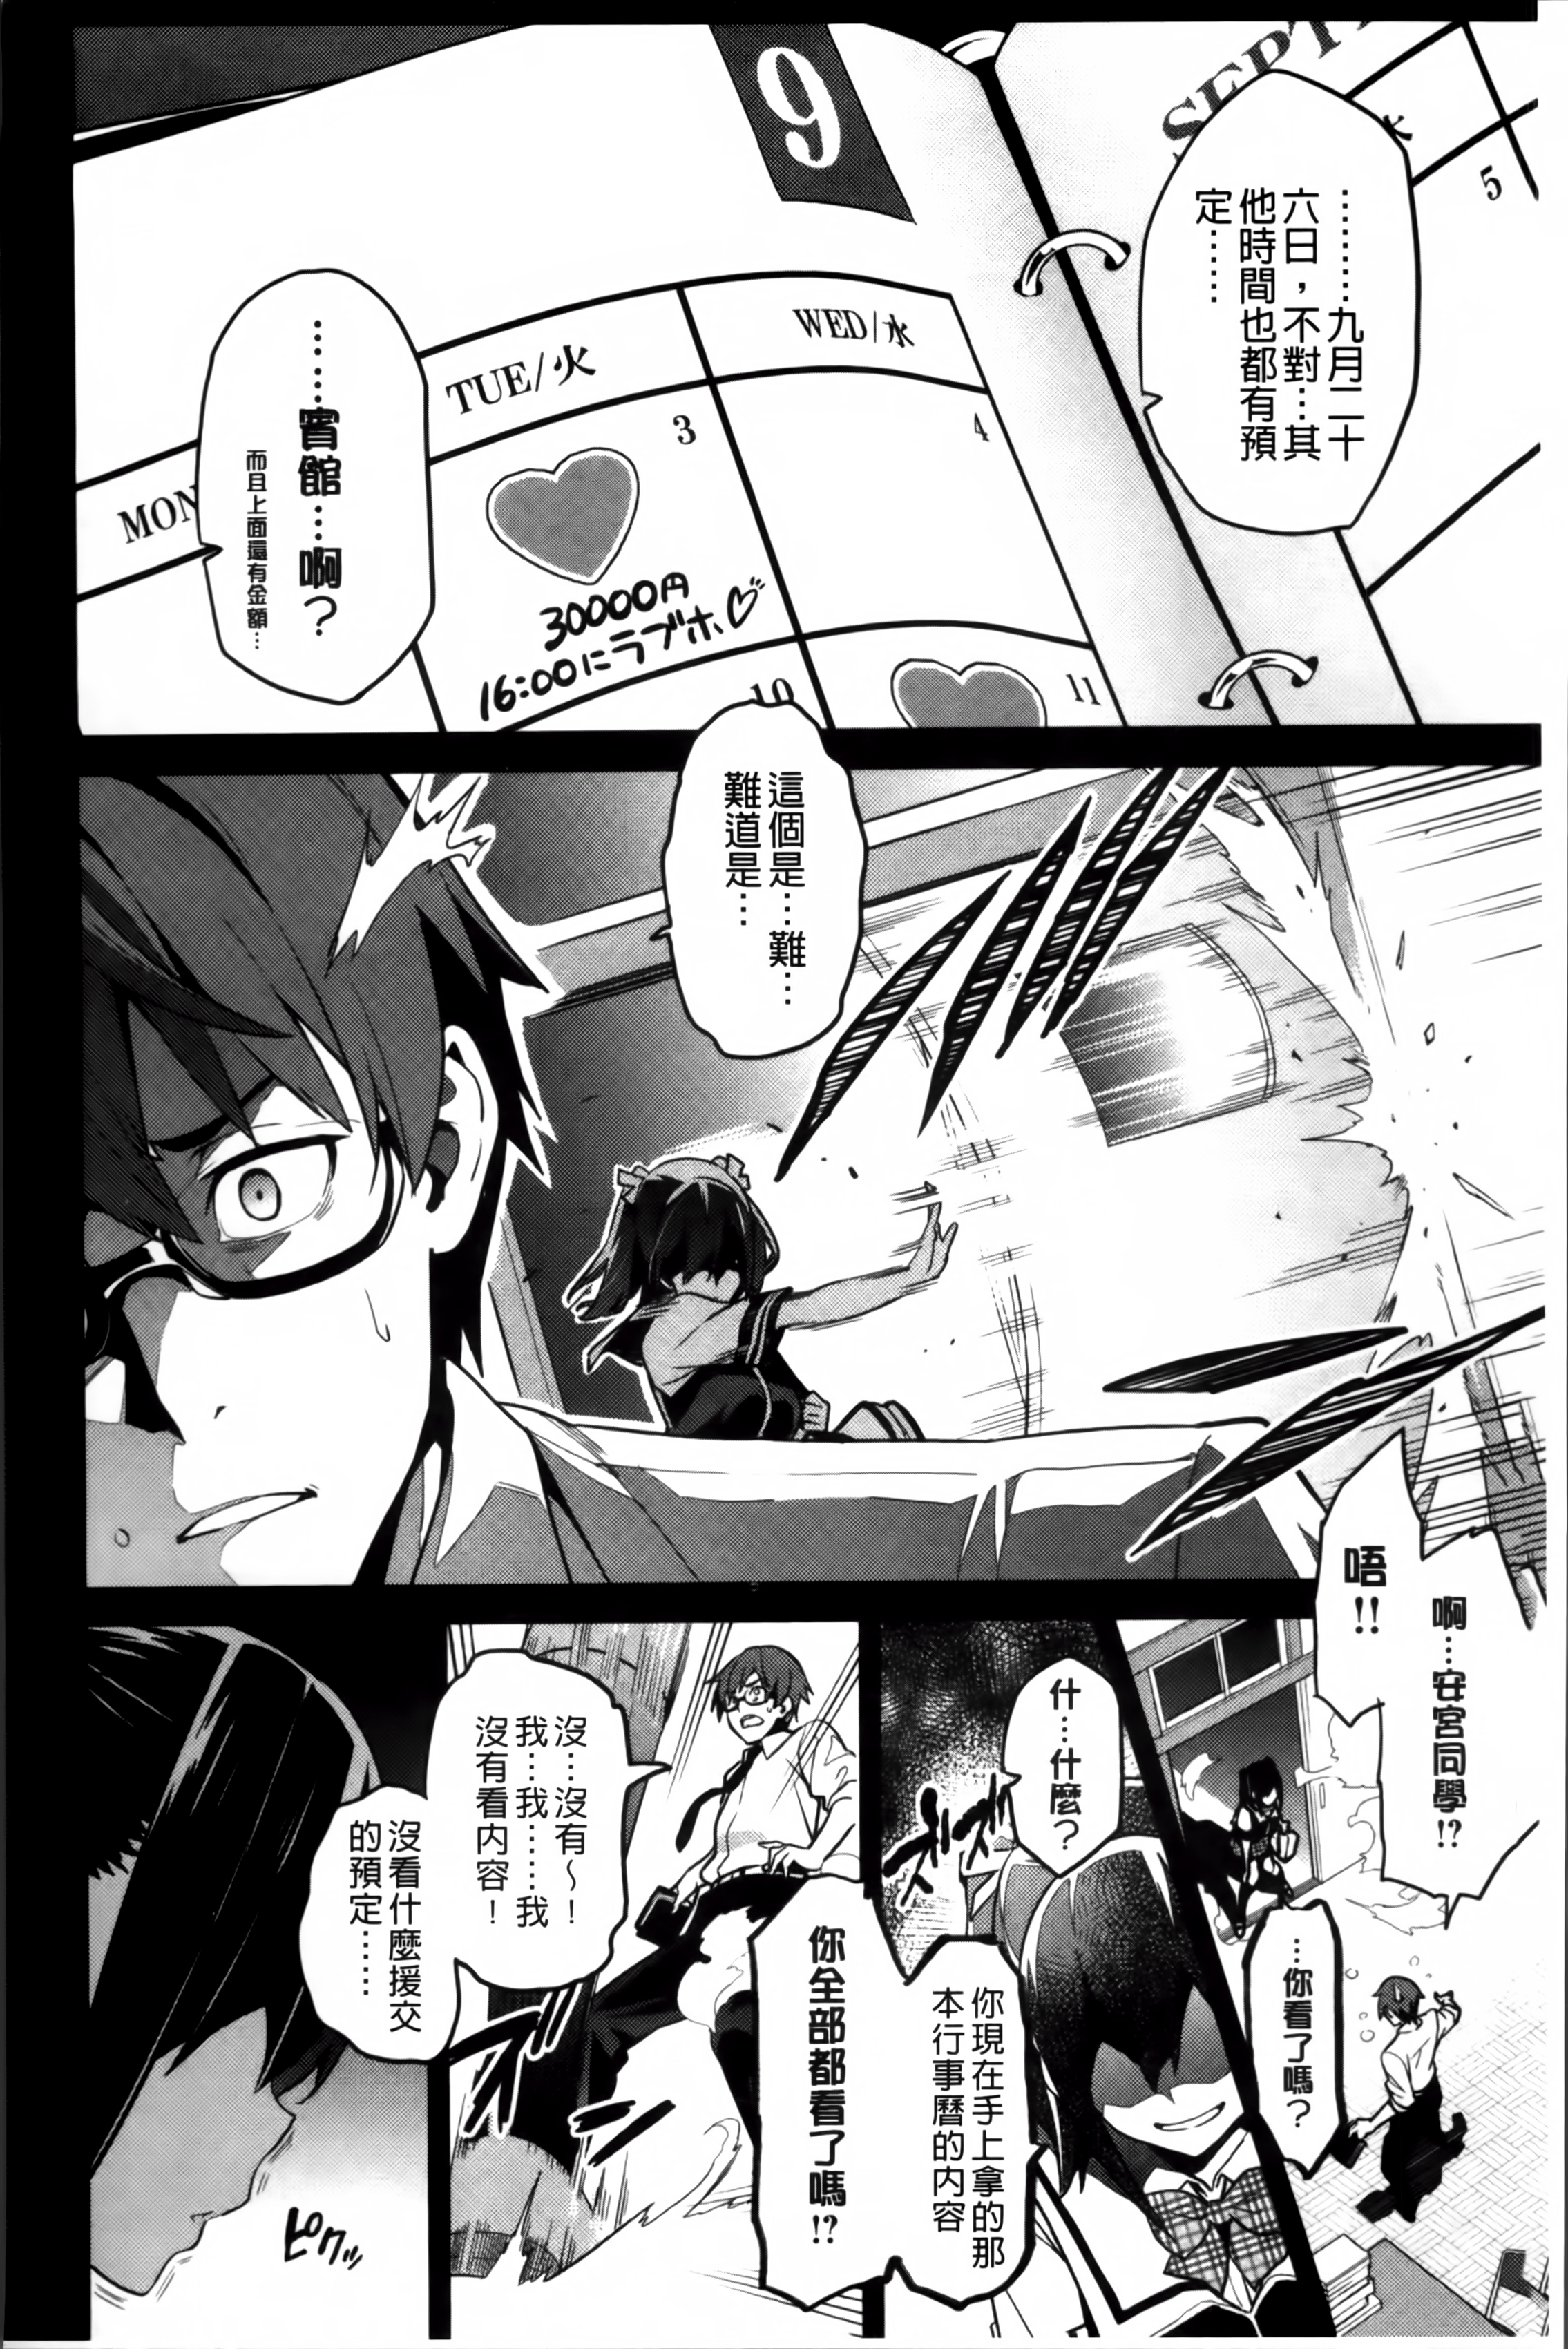 SEPT
水
5
9
………九月二十
六日，不對…其
他時間也都有預
定……
WED/水
TUE/火
MON
3
4
30000円
16:00にラブホ♡
10
11
……賓館…啊？
而且上面還有金額…
這個是…難…
難道是…
啊…安宮同學!?
唔!!
…你看了嗎？
什…什麼？
你現在手上拿的那
本行事曆的內容
你全部都看了嗎!?
沒…沒有～！
我…我……我
沒有看內容！
沒看什麼援交
的預定……
ピクッ